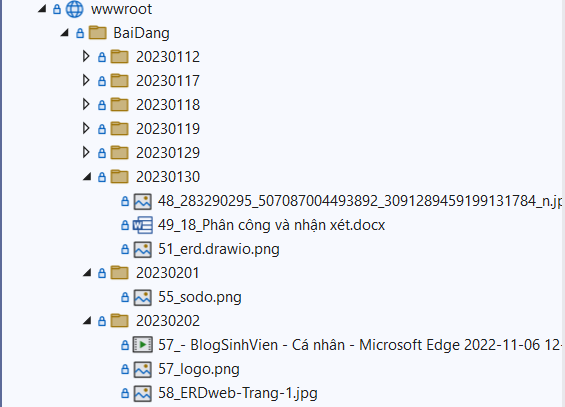 wwwroot
BaiDang
20230112
20230117
20230118
20230119
20230129
20230130
48_283290295_507087004493892_3091289459199131784_n.jp
49_18_Phân công và nhận xét.docx
51_erd.drawio.png
20230201
55_sodo.png
20230202
57_- BlogSinhVien - Cá nhân - Microsoft Edge 2022-11-06 12-
57_logo.png
58_ERDweb-Trang-1.jpg